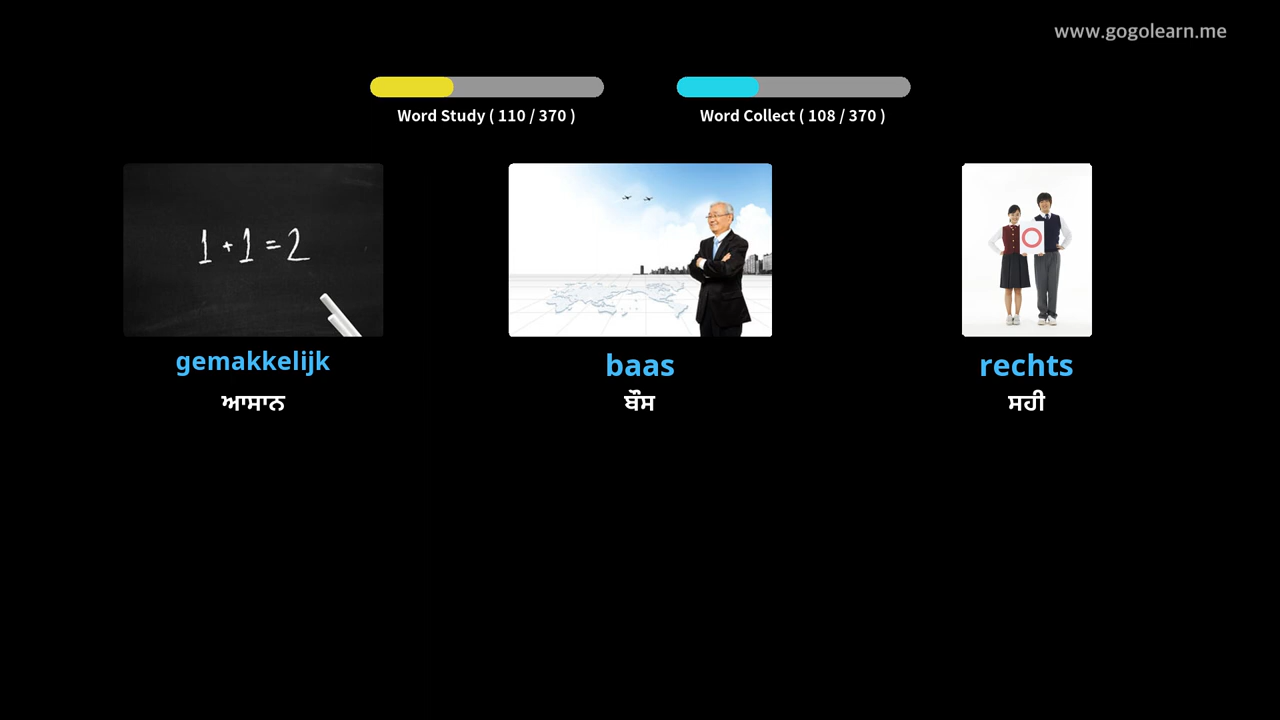 www.gogolearn.me
Word Study ( 110 / 370 )
Word Collect ( 108 / 370 )
1 + 1 = 2
gemakkelijk
baas
rechts
ਆਸਾਨ
ਬੌਸ
ਸਹੀ